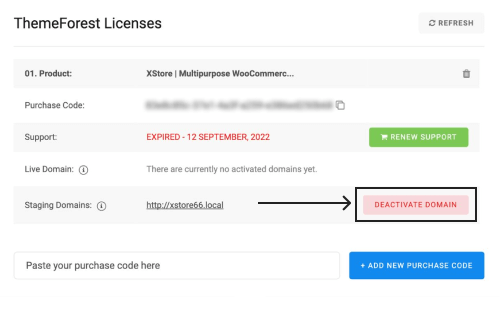 ThemeForest Licenses
REFRESH
01. Product: XStore | Multipurpose WooCommerc...
Purchase Code:
Support: EXPIRED - 12 SEPTEMBER, 2022 RENEW SUPPORT
Live Domain: There are currently no activated domains yet.
Staging Domains: http://xstore66.local DEACTIVATE DOMAIN
Paste your purchase code here
+ ADD NEW PURCHASE CODE